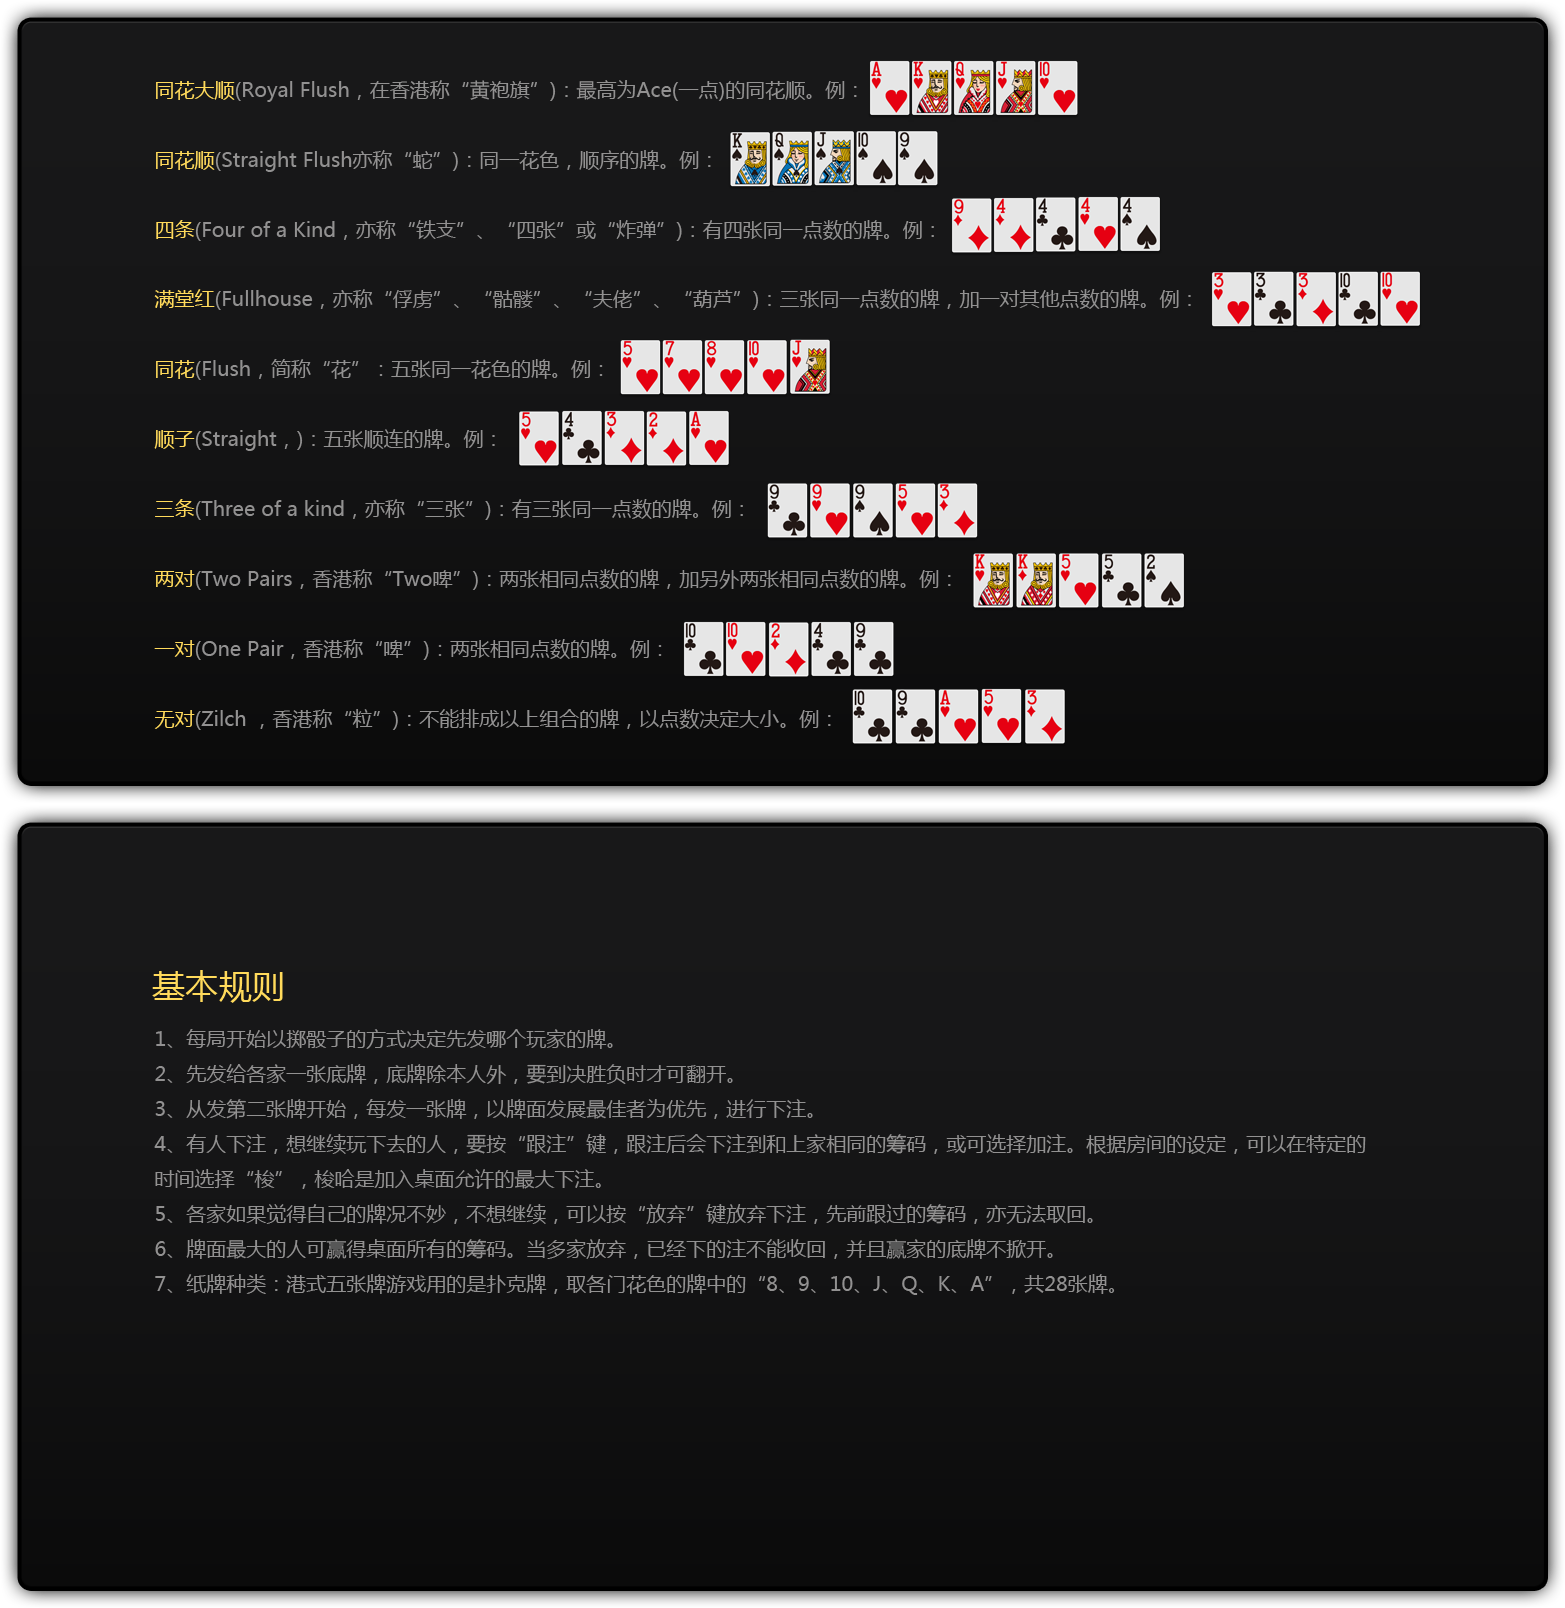 同花大顺(Royal Flush，在香港称“黄袍旗”)：最高为Ace(一点)的同花顺。例： A K Q J 10
同花顺(Straight Flush亦称“蛇”)：同一花色，顺序的牌。例： K Q J 10 9
四条(Four of a Kind，亦称“铁支”、“四张”或“炸弹”)：有四张同一点数的牌。例： 9 4 4 4 4
满堂红(Fullhouse，亦称“俘虏”、“骷髅”、“夫佬”、“葫芦”)：三张同一点数的牌，加一对其他点数的牌。例： 3 3 3 10 10
同花(Flush，简称“花”：五张同一花色的牌。例： 5 7 8 10 J
顺子(Straight，)：五张顺连的牌。例： 5 4 3 2 A
三条(Three of a kind，亦称“三张”)：有三张同一点数的牌。例： 9 9 9 5 3
两对(Two Pairs，香港称“Two啤”)：两张相同点数的牌，加另外两张相同点数的牌。例： K K 5 5 2
一对(One Pair，香港称“啤”)：两张相同点数的牌。例： 10 10 2 4 9
无对(Zilch ，香港称“粒”)：不能排成以上组合的牌，以点数决定大小。例： 10 9 A 5 3
基本规则
1、每局开始以掷骰子的方式决定先发哪个玩家的牌。
2、先发给各家一张底牌，底牌除本人外，要到决胜负时才可翻开。
3、从发第二张牌开始，每发一张牌，以牌面发展最佳者为优先，进行下注。
4、有人下注，想继续玩下去的人，要按“跟注”键，跟注后会下注到和上家相同的筹码，或可选择加注。根据房间的设定，可以在特定的
时间选择“梭”，梭哈是加入桌面允许的最大下注。
5、各家如果觉得自己的牌况不妙，不想继续，可以按“放弃”键放弃下注，先前跟过的筹码，亦无法取回。
6、牌面最大的人可赢得桌面所有的筹码。当多家放弃，已经下的注不能收回，并且赢家的底牌不掀开。
7、纸牌种类：港式五张牌游戏用的是扑克牌，取各门花色的牌中的“8、9、10、J、Q、K、A”，共28张牌。